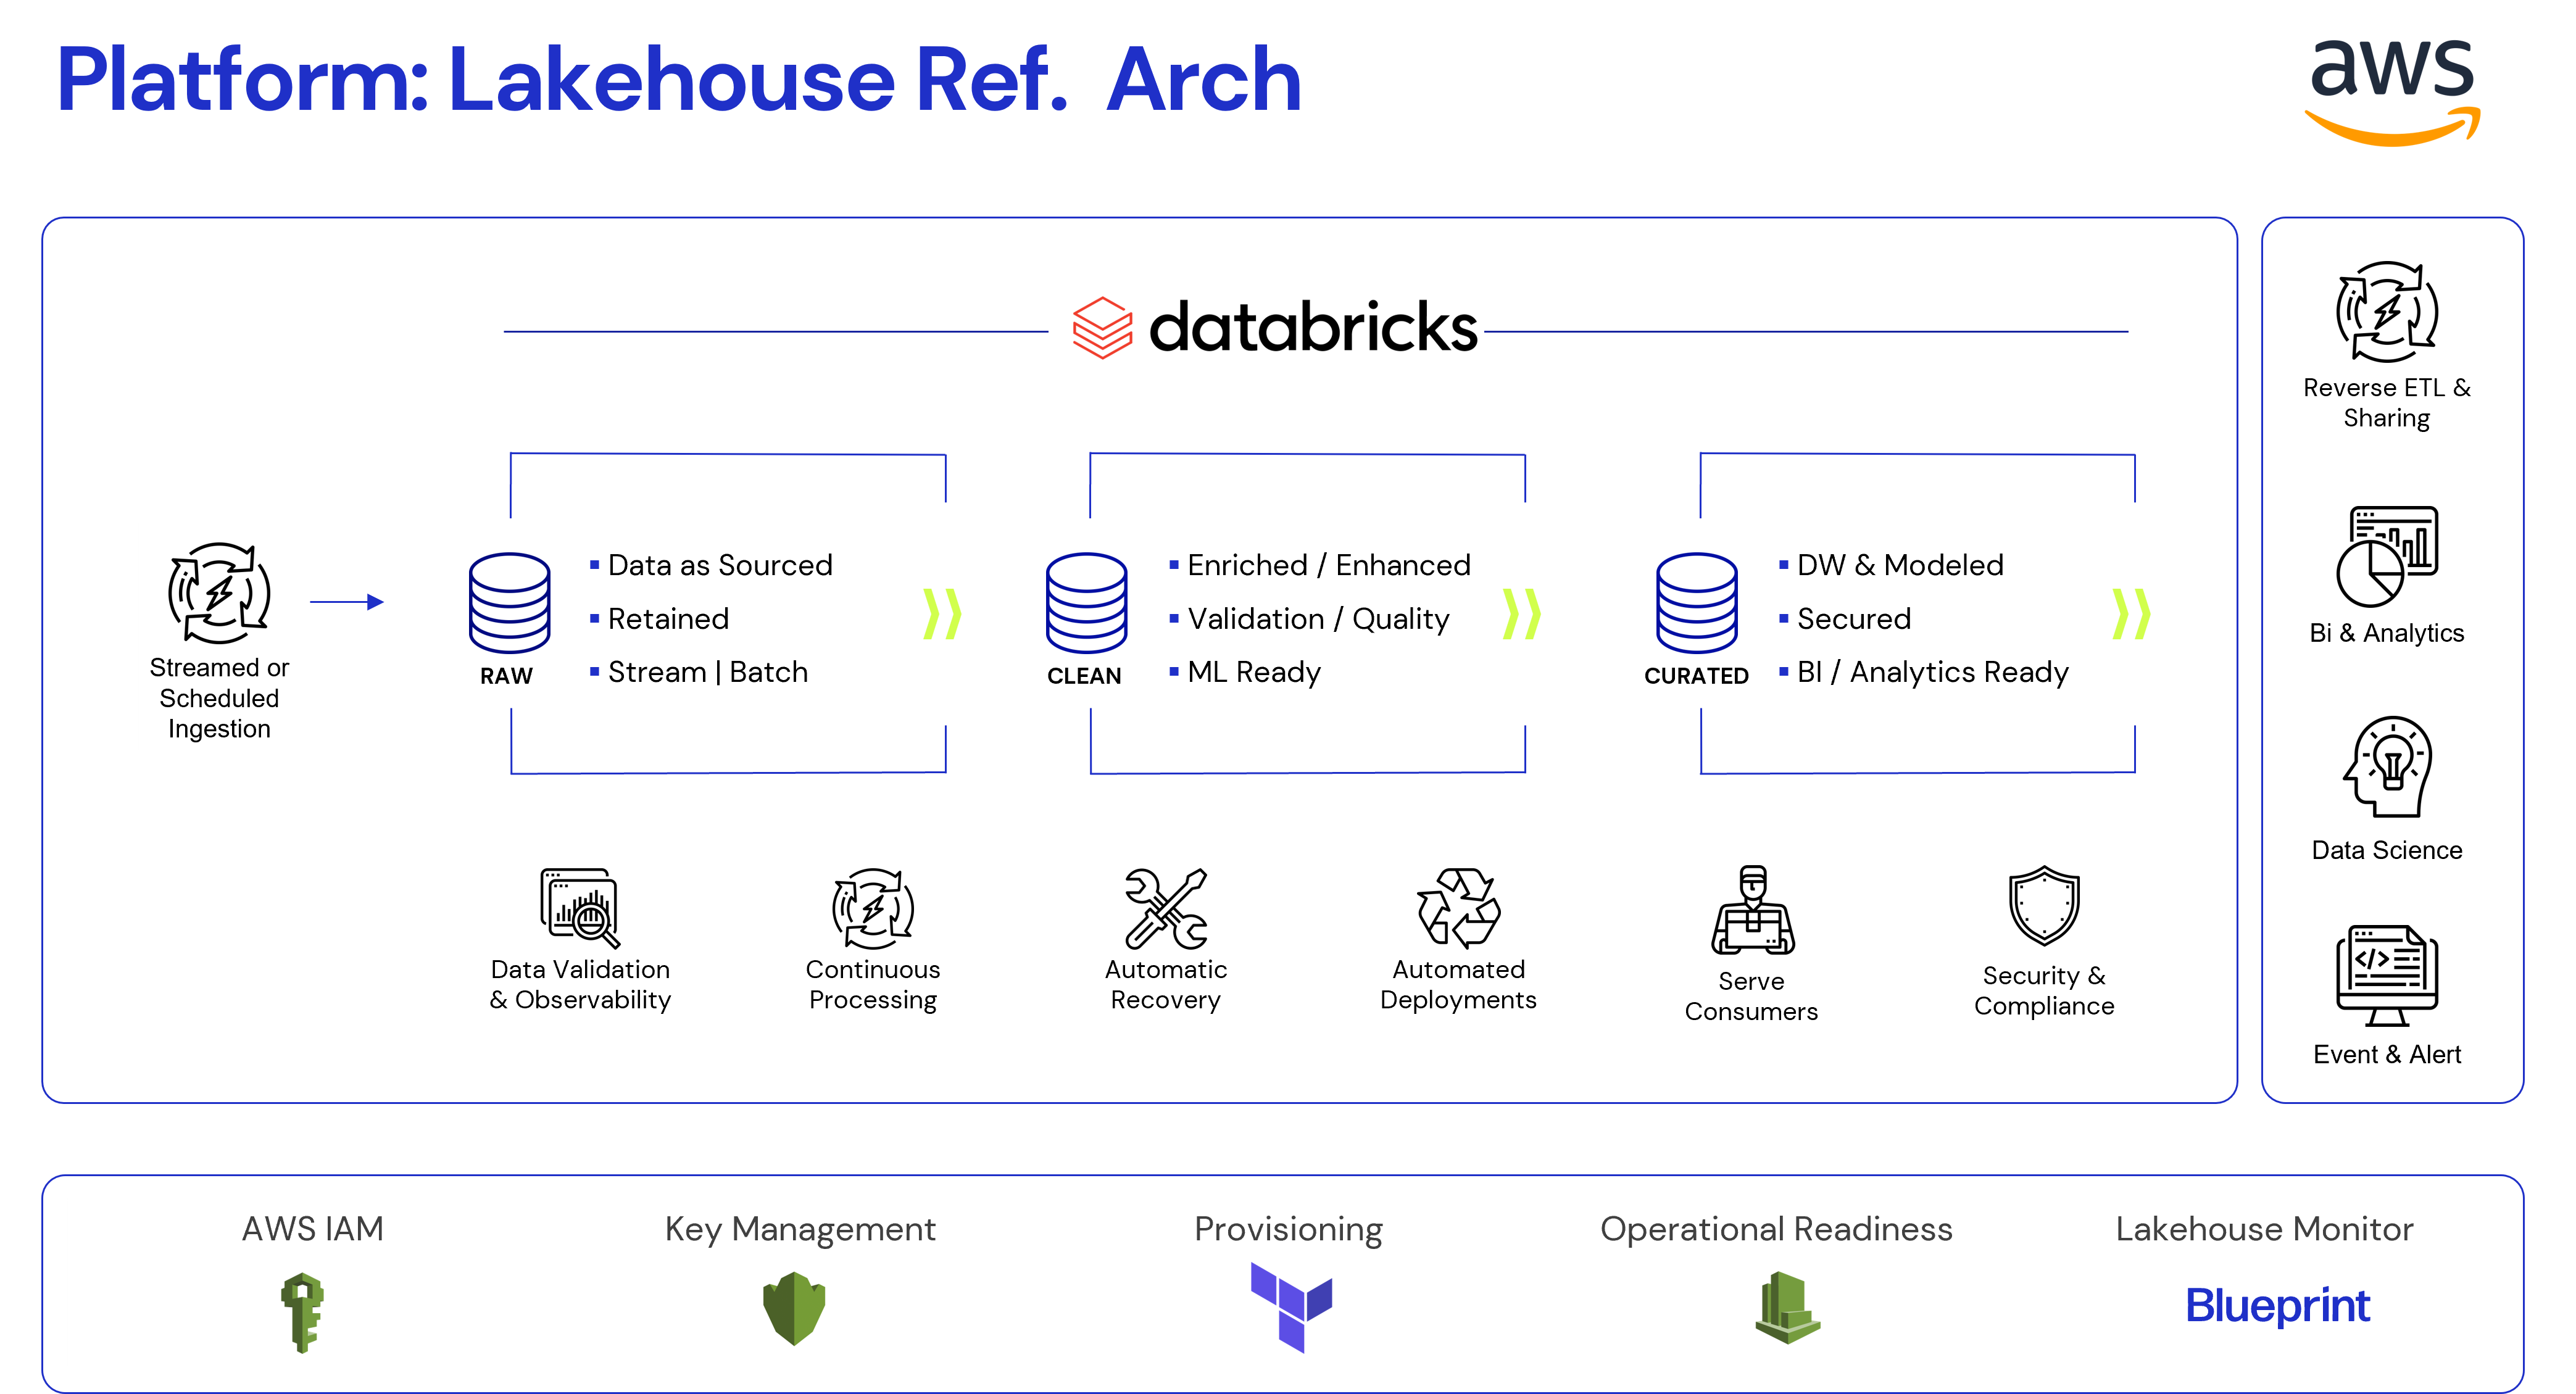 Platform: Lakehouse Ref. Arch
aws
databricks
Streamed or
Scheduled
Ingestion
RAW
Data as Sourced
Retained
Stream | Batch
CLEAN
Enriched / Enhanced
Validation / Quality
ML Ready
CURATED
DW & Modeled
Secured
BI / Analytics Ready
Data Validation
& Observability
Continuous
Processing
Automatic
Recovery
Automated
Deployments
Serve
Consumers
Security &
Compliance
Reverse ETL &
Sharing
Bi & Analytics
Data Science
</>
Event & Alert
AWS IAM
Key Management
Provisioning
Operational Readiness
Lakehouse Monitor
Blueprint